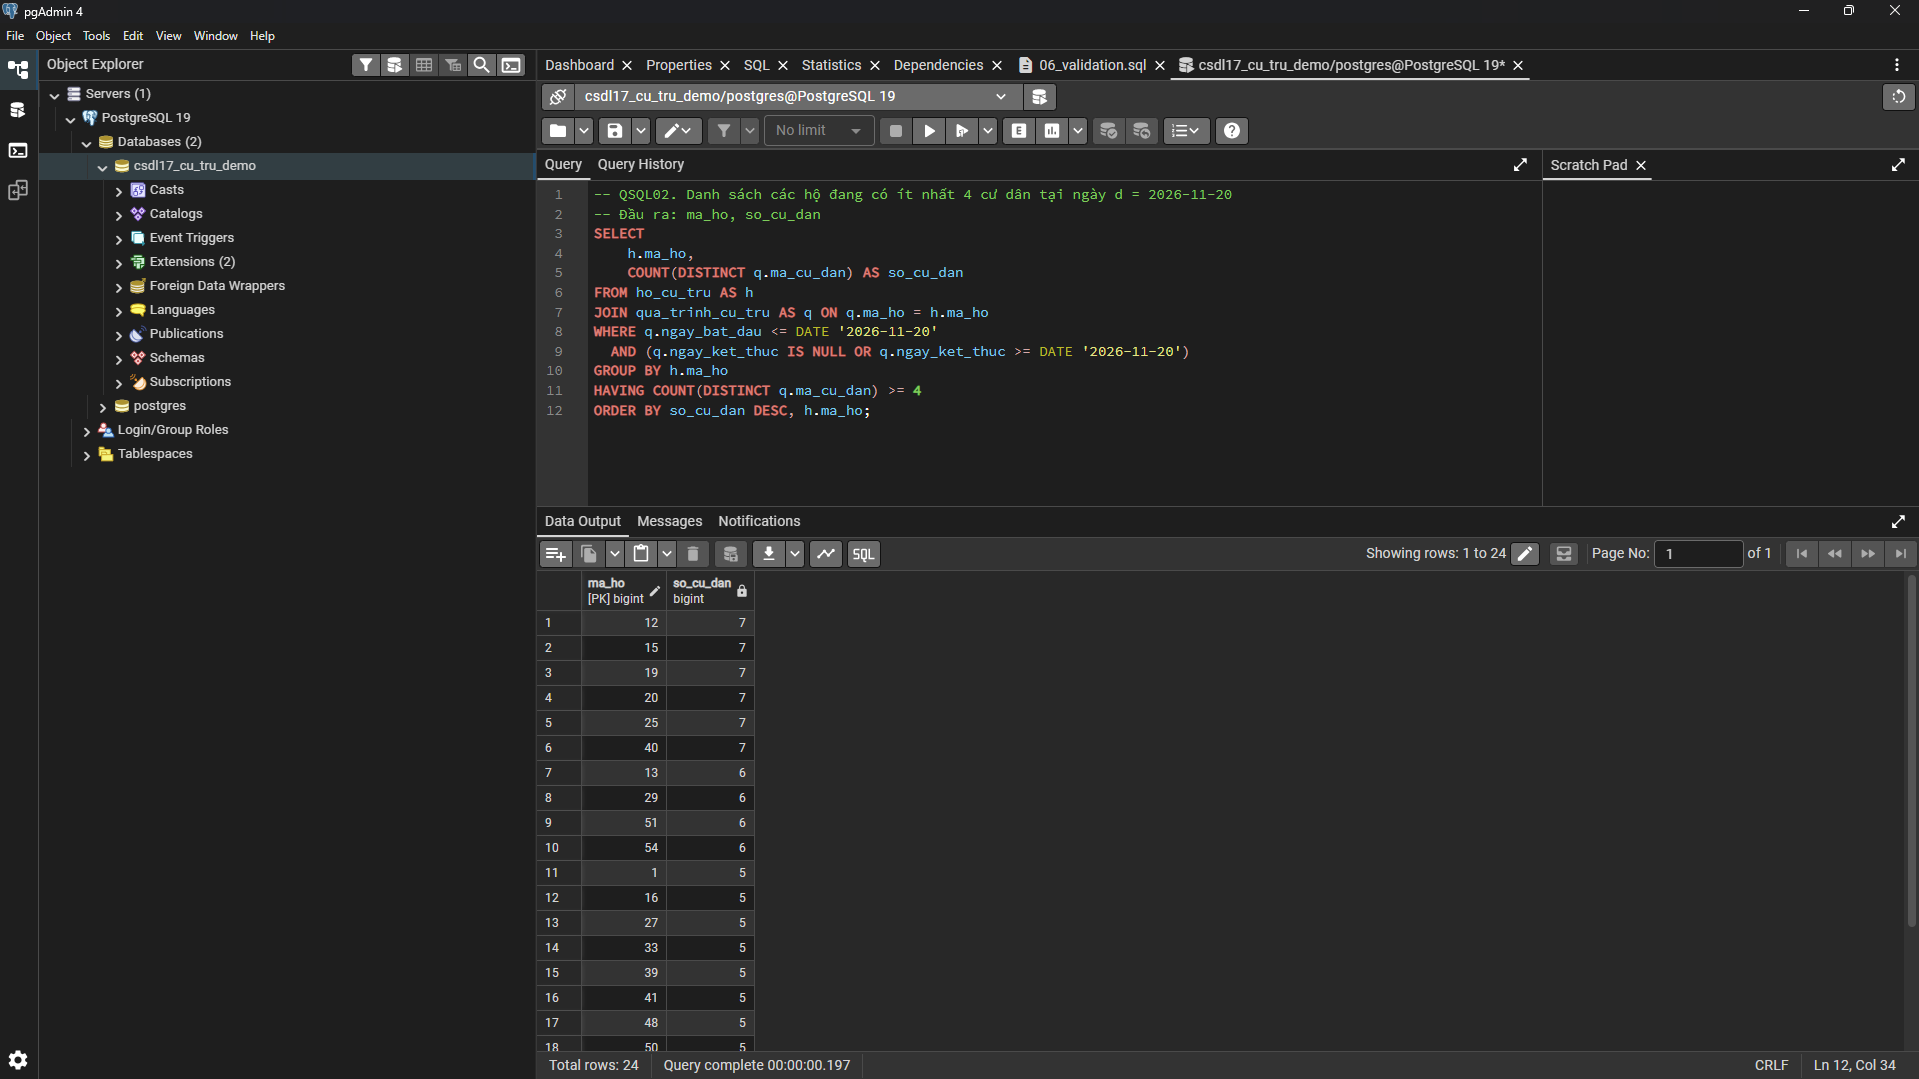 pgAdmin 4
File Object Tools Edit View Window Help
Object Explorer
Servers (1)
PostgreSQL 19
Databases (2)
csdl17_cu_tru_demo
Casts
Catalogs
Event Triggers
Extensions (2)
Foreign Data Wrappers
Languages
Publications
Schemas
Subscriptions
postgres
Login/Group Roles
Tablespaces
Dashboard Properties SQL Statistics Dependencies 06_validation.sql csdl17_cu_tru_demo/postgres@PostgreSQL 19*
csdl17_cu_tru_demo/postgres@PostgreSQL 19
No limit E
Query Query History
Scratch Pad
1 -- QSQL02. Danh sách các hộ đang có ít nhất 4 cư dân tại ngày d = 2026-11-20
2 -- Đầu ra: ma_ho, so_cu_dan
3 SELECT
4 h.ma_ho,
5 COUNT(DISTINCT q.ma_cu_dan) AS so_cu_dan
6 FROM ho_cu_tru AS h
7 JOIN qua_trinh_cu_tru AS q ON q.ma_ho = h.ma_ho
8 WHERE q.ngay_bat_dau <= DATE '2026-11-20'
9 AND (q.ngay_ket_thuc IS NULL OR q.ngay_ket_thuc >= DATE '2026-11-20')
10 GROUP BY h.ma_ho
11 HAVING COUNT(DISTINCT q.ma_cu_dan) >= 4
12 ORDER BY so_cu_dan DESC, h.ma_ho;
Data Output Messages Notifications
SQL Showing rows: 1 to 24 Page No: 1 of 1
ma_ho so_cu_dan
[PK] bigint bigint
1 12 7
2 15 7
3 19 7
4 20 7
5 25 7
6 40 7
7 13 6
8 29 6
9 51 6
10 54 6
11 1 5
12 16 5
13 27 5
14 33 5
15 39 5
16 41 5
17 48 5
18 50 5
Total rows: 24 Query complete 00:00:00.197 CRLF Ln 12, Col 34